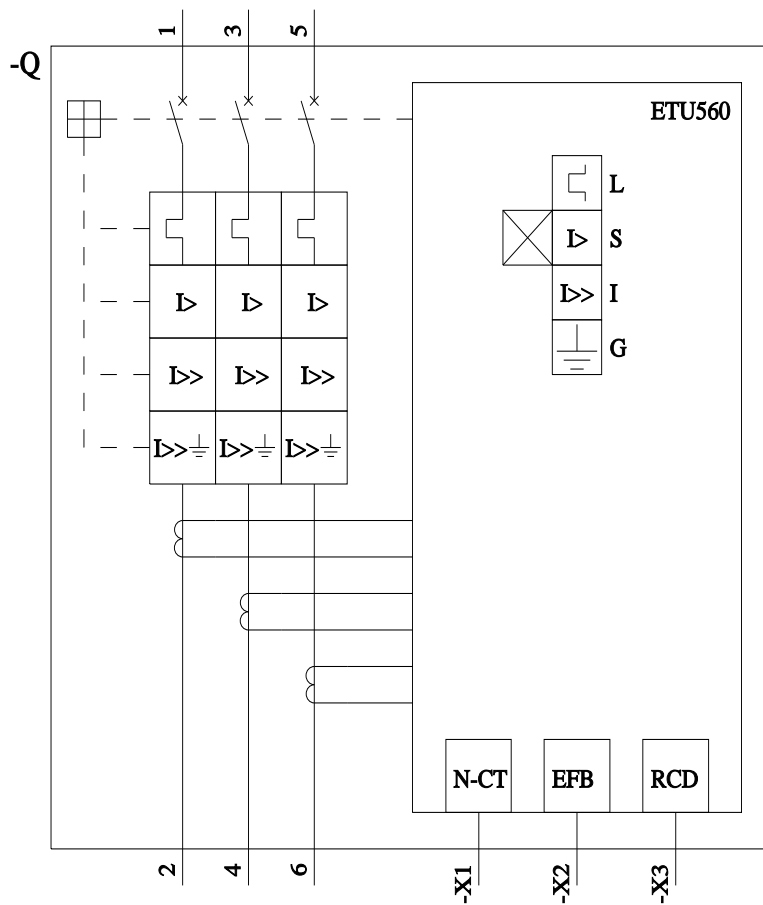 1 3 5
-Q
ETU560
L
I> S
I>> I
G
I> I> I>
I>> I>> I>>
I>> I>> I>>
N-CT EFB RCD
2 4 6 -X1 -X2 -X3